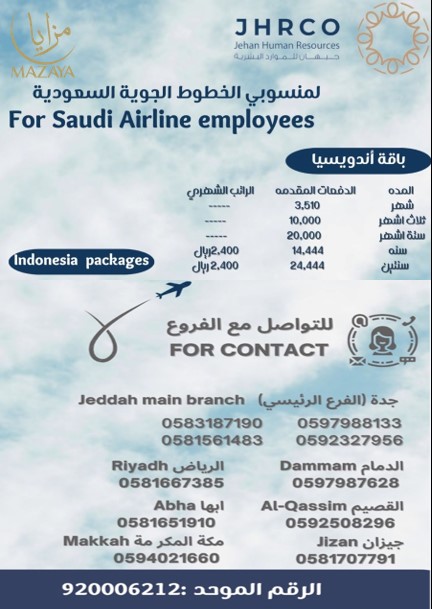 مزايا
MAZAYA
JHRCO
Jehan Human Resources
جيهان للموارد البشرية
لمنسوبي الخطوط الجوية السعودية
For Saudi Airline employees
باقة أندويسيا
المده الدفعات المقدمه الراتب الشهري
شهر 3,510 -----
ثلاث اشهر 10,000 -----
ستة اشهر 20,000 -----
سنه 14,444 2,400ريال
سنتين 24,444 2,400ريال
Indonesia packages
للتواصل مع الفروع
FOR CONTACT
جدة (الفرع الرئيسي) Jeddah main branch
0583187190 0597988133
0581561483 0592327956
الرياض Riyadh الدمام Dammam
0581667385 0597987628
ابها Abha القصيم Al-Qassim
0581651910 0592508296
مكة المكرمة Makkah جيزان Jizan
0594021660 0581707791
الرقم الموحد :920006212